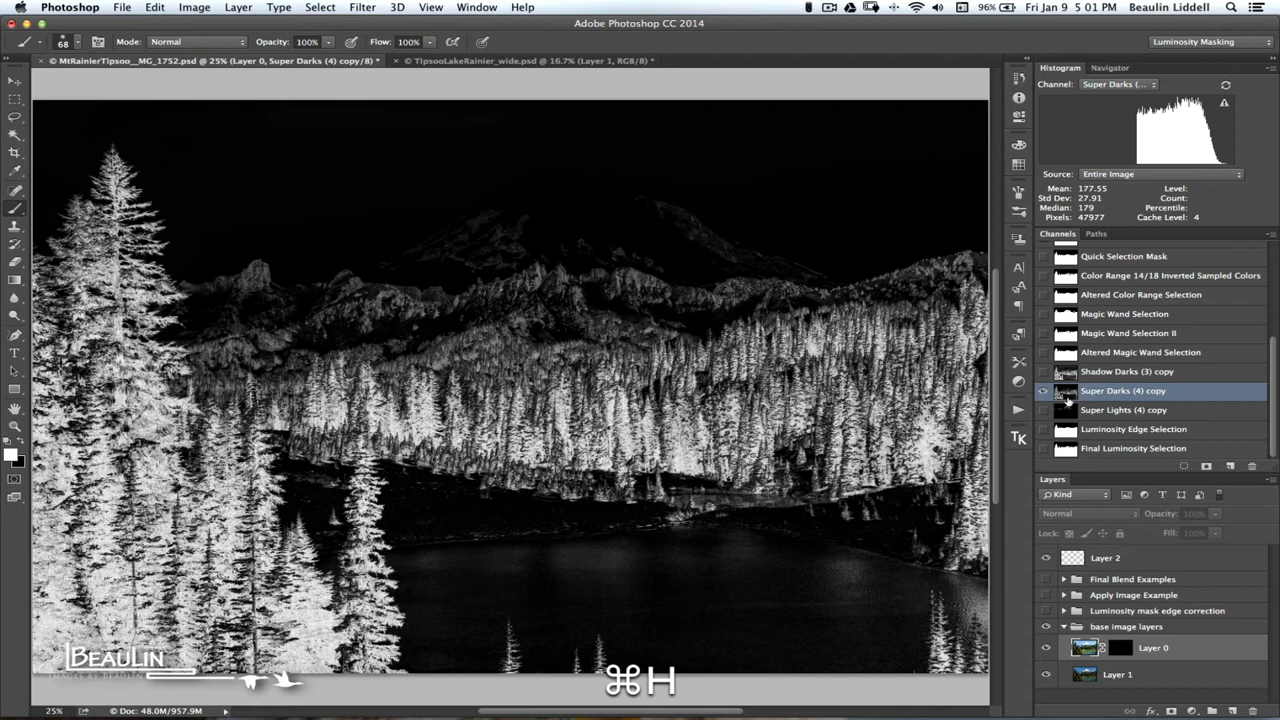 Photoshop File Edit Image Layer Type Select Filter 3D View Window Help
96% Fri Jan 9 5:01 PM Beaulin Liddell
Adobe Photoshop CC 2014
68 Mode: Normal Opacity: 100% Flow: 100% Luminosity Masking
MtRainierTipsoo__MG_1752.psd @ 25% (Layer 0, Super Darks (4) copy/8) *
TipsooLakeRainier_wide.psd @ 16.7% (Layer 1, RGB/8) *
Histogram Navigator
Channel: Super Darks (...
Source: Entire Image
Mean: 177.55 Level:
Std Dev: 27.91 Count:
Median: 179 Percentile:
Pixels: 47977 Cache Level: 4
Channels Paths
Quick Selection Mask
Color Range 14/18 Inverted Sampled Colors
Altered Color Range Selection
Magic Wand Selection
Magic Wand Selection II
Altered Magic Wand Selection
Shadow Darks (3) copy
Super Darks (4) copy
Super Lights (4) copy
Luminosity Edge Selection
Final Luminosity Selection
TK
Layers
Kind
Normal Opacity: 100%
Lock: Fill: 100%
Layer 2
Final Blend Examples
Apply Image Example
Luminosity mask edge correction
base image layers
Layer 0
Layer 1
BEAULIN
IMAGES BY BEAULIN
⌘H
25% Doc: 48.0M/957.9M